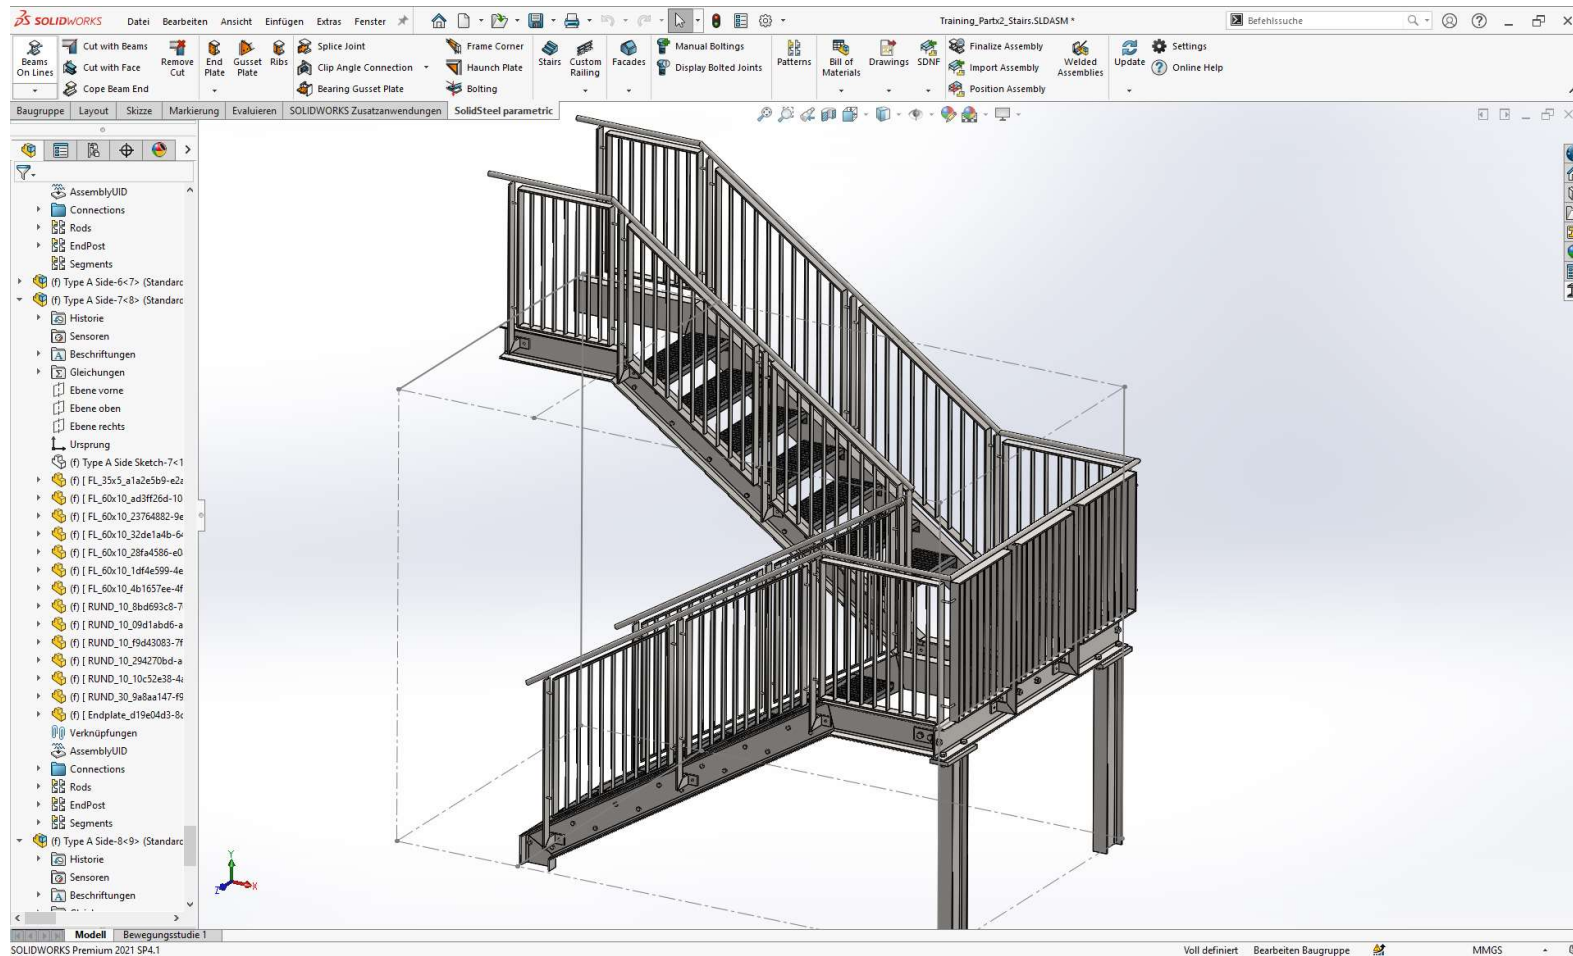 SOLIDWORKS
Datei Bearbeiten Ansicht Einfügen Extras Fenster
Training_Partx2_Stairs.SLDASM *
Befehlssuche
Beams On Lines
Cut with Beams
Cut with Face
Cope Beam End
Remove Cut
End Plate
Gusset Plate
Ribs
Splice Joint
Clip Angle Connection
Bearing Gusset Plate
Frame Corner
Haunch Plate
Bolting
Stairs
Custom Railing
Facades
Manual Boltings
Display Bolted Joints
Patterns
Bill of Materials
Drawings
SDNF
Finalize Assembly
Import Assembly
Position Assembly
Welded Assemblies
Update
Settings
Online Help
Baugruppe Layout Skizze Markierung Evaluieren SOLIDWORKS Zusatzanwendungen SolidSteel parametric
AssemblyUID
Connections
Rods
EndPost
Segments
(f) Type A Side-6<7> (Standarc
(f) Type A Side-7<8> (Standarc
Historie
Sensoren
Beschriftungen
Gleichungen
Ebene vorne
Ebene oben
Ebene rechts
Ursprung
(f) Type A Side Sketch-7<1
(f) [ FL_35x5_a1a2e5b9-e2a
(f) [ FL_60x10_ad3ff26d-10
(f) [ FL_60x10_23764882-9e
(f) [ FL_60x10_32de1a4b-6
(f) [ FL_60x10_28fa4586-e0
(f) [ FL_60x10_1df4e599-4e
(f) [ FL_60x10_4b1657ee-4f
(f) [ RUND_10_8bd693c8-7
(f) [ RUND_10_09d1abd6-a
(f) [ RUND_10_f9d43083-7f
(f) [ RUND_10_294270bd-a
(f) [ RUND_10_10c52e38-4
(f) [ RUND_30_9a8aa147-f9
(f) [ Endplate_d19e04d3-8c
Verknüpfungen
AssemblyUID
Connections
Rods
EndPost
Segments
(f) Type A Side-8<9> (Standarc
Historie
Sensoren
Beschriftungen
Y
Z X
Modell Bewegungsstudie 1
SOLIDWORKS Premium 2021 SP4.1
Voll definiert Bearbeiten Baugruppe MMGS